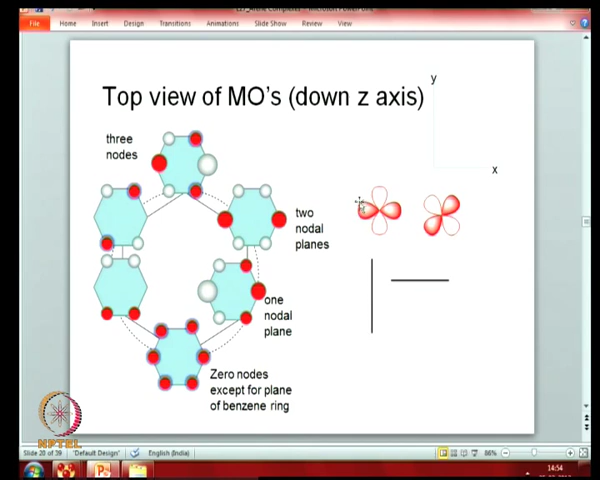 File Home Insert Design Transitions Animations Slide Show Review View
Top view of MO's (down z axis)
y
x
three
nodes
two
nodal
planes
one
nodal
plane
Zero nodes
except for plane
of benzene ring
NPTEL
Slide 20 of 39 "Default Design" English (India) 86%
14:54